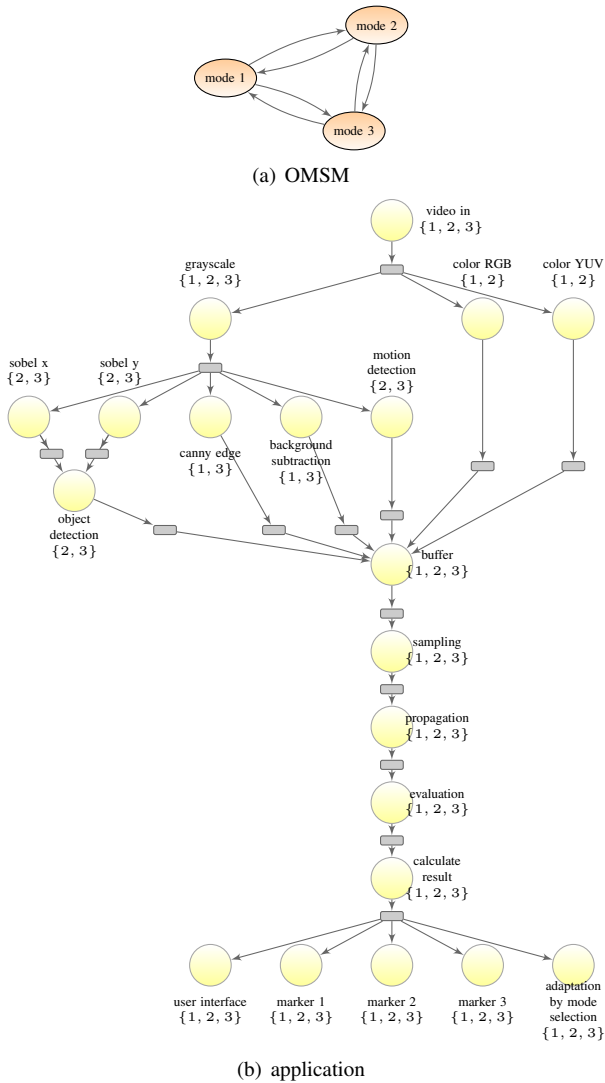 mode 2
mode 1
mode 3
(a) OMSM
video in
{1, 2, 3}
grayscale
{1, 2, 3}
color RGB
{1, 2}
color YUV
{1, 2}
sobel x
{2, 3}
sobel y
{2, 3}
motion
detection
{2, 3}
canny edge
{1, 3}
background
subtraction
{1, 3}
object
detection
{2, 3}
buffer
{1, 2, 3}
sampling
{1, 2, 3}
propagation
{1, 2, 3}
evaluation
{1, 2, 3}
calculate
result
{1, 2, 3}
user interface
{1, 2, 3}
marker 1
{1, 2, 3}
marker 2
{1, 2, 3}
marker 3
{1, 2, 3}
adaptation
by mode
selection
{1, 2, 3}
(b) application